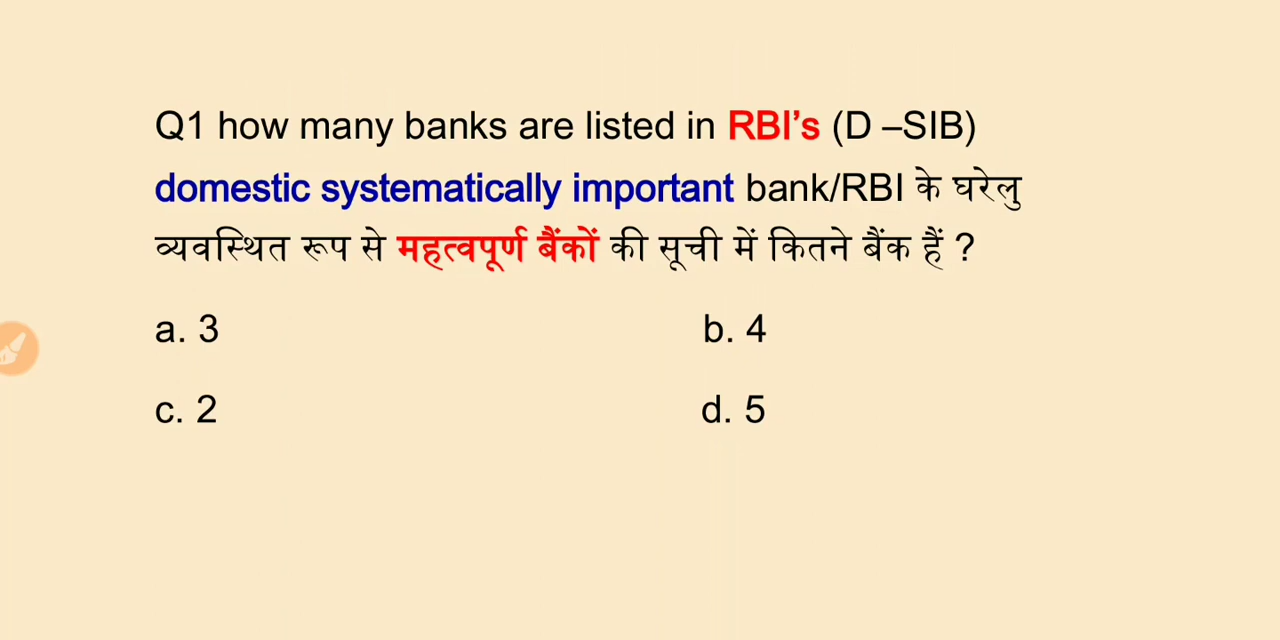 Q1 how many banks are listed in RBI’s (D –SIB)
domestic systematically important bank/RBI के घरेलु
व्यवस्थित रूप से महत्वपूर्ण बैंकों की सूची में कितने बैंक हैं ?
a. 3 b. 4
c. 2 d. 5